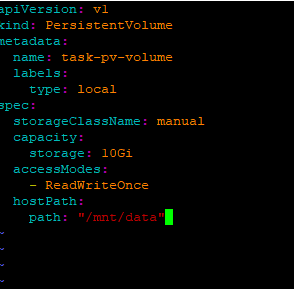 apiVersion: v1
kind: PersistentVolume
metadata:
  name: task-pv-volume
  labels:
    type: local
spec:
  storageClassName: manual
  capacity:
    storage: 10Gi
  accessModes:
    - ReadWriteOnce
  hostPath:
    path: "/mnt/data"
~
~
~
~